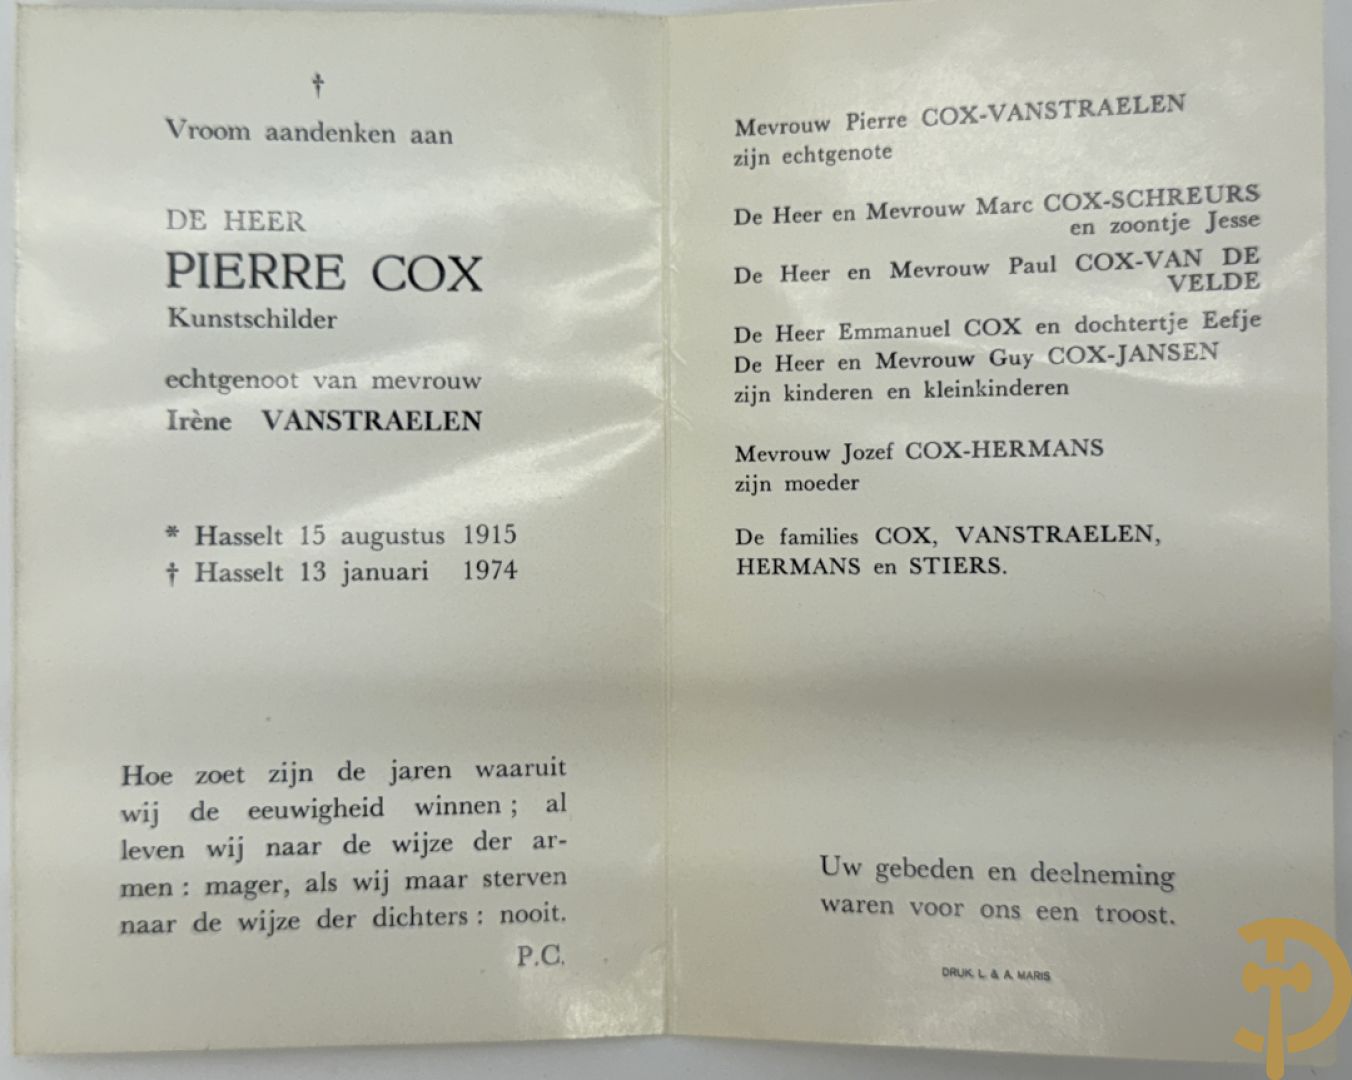 †
Vroom aandenken aan
DE HEER
PIERRE COX
Kunstschilder
echtgenoot van mevrouw
Irène VANSTRAELEN
* Hasselt 15 augustus 1915
† Hasselt 13 januari 1974
Hoe zoet zijn de jaren waaruit
wij de eeuwigheid winnen ; al
leven wij naar de wijze der ar-
men : mager, als wij maar sterven
naar de wijze der dichters : nooit.
P.C.
Mevrouw Pierre COX-VANSTRAELEN
zijn echtgenote
De Heer en Mevrouw Marc COX-SCHREURS
en zoontje Jesse
De Heer en Mevrouw Paul COX-VAN DE
VELDE
De Heer Emmanuel COX en dochtertje Eefje
De Heer en Mevrouw Guy COX-JANSEN
zijn kinderen en kleinkinderen
Mevrouw Jozef COX-HERMANS
zijn moeder
De families COX, VANSTRAELEN,
HERMANS en STIERS.
Uw gebeden en deelneming
waren voor ons een troost.
DRUK. L. & A. MARIS